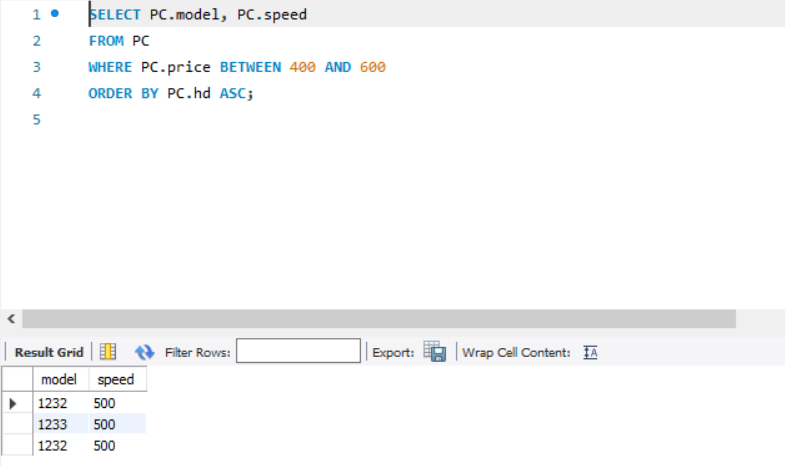 1 SELECT PC.model, PC.speed
2 FROM PC
3 WHERE PC.price BETWEEN 400 AND 600
4 ORDER BY PC.hd ASC;
5
Result Grid Filter Rows: Export: Wrap Cell Content: IA
model speed
1232 500
1233 500
1232 500